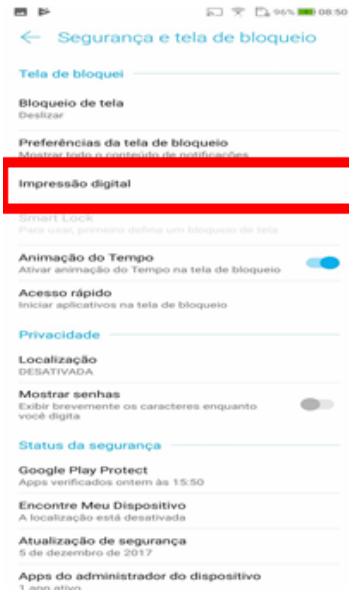 96% 08:50
Segurança e tela de bloqueio
Tela de bloquei
Bloqueio de tela
Deslizar
Preferências da tela de bloqueio
Mostrar todo o conteúdo de notificações
Impressão digital
Smart Lock
Para usar, primeiro defina um bloqueio de tela
Animação do Tempo
Ativar animação do Tempo na tela de bloqueio
Acesso rápido
Iniciar aplicativos na tela de bloqueio
Privacidade
Localização
DESATIVADA
Mostrar senhas
Exibir brevemente os caracteres enquanto
você digita
Status da segurança
Google Play Protect
Apps verificados ontem às 15:50
Encontre Meu Dispositivo
A localização está desativada
Atualização de segurança
5 de dezembro de 2017
Apps do administrador do dispositivo
1 app ativo